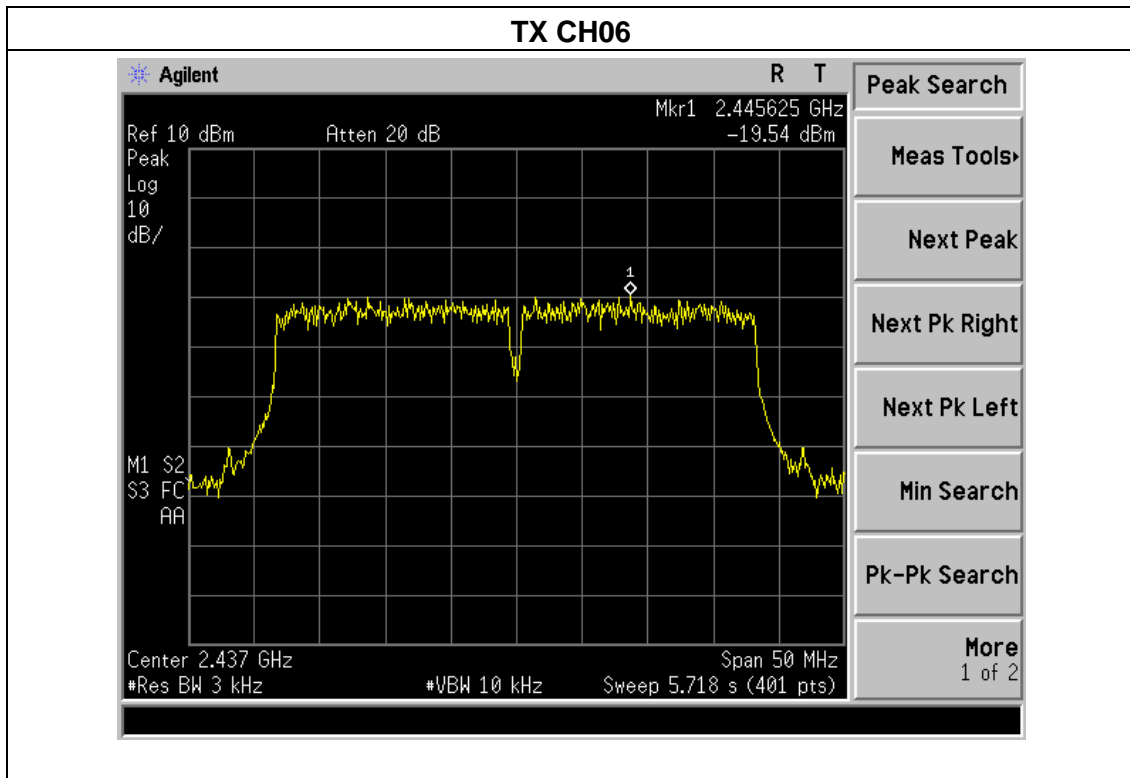 TX CH06
Agilent R T
Peak Search
Mkr1 2.445625 GHz
Ref 10 dBm Atten 20 dB -19.54 dBm
Peak
Log
10
dB/
1
M1 S2
S3 FC
AA
Center 2.437 GHz Span 50 MHz
#Res BW 3 kHz #VBW 10 kHz Sweep 5.718 s (401 pts)
Meas Tools
Next Peak
Next Pk Right
Next Pk Left
Min Search
Pk-Pk Search
More
1 of 2